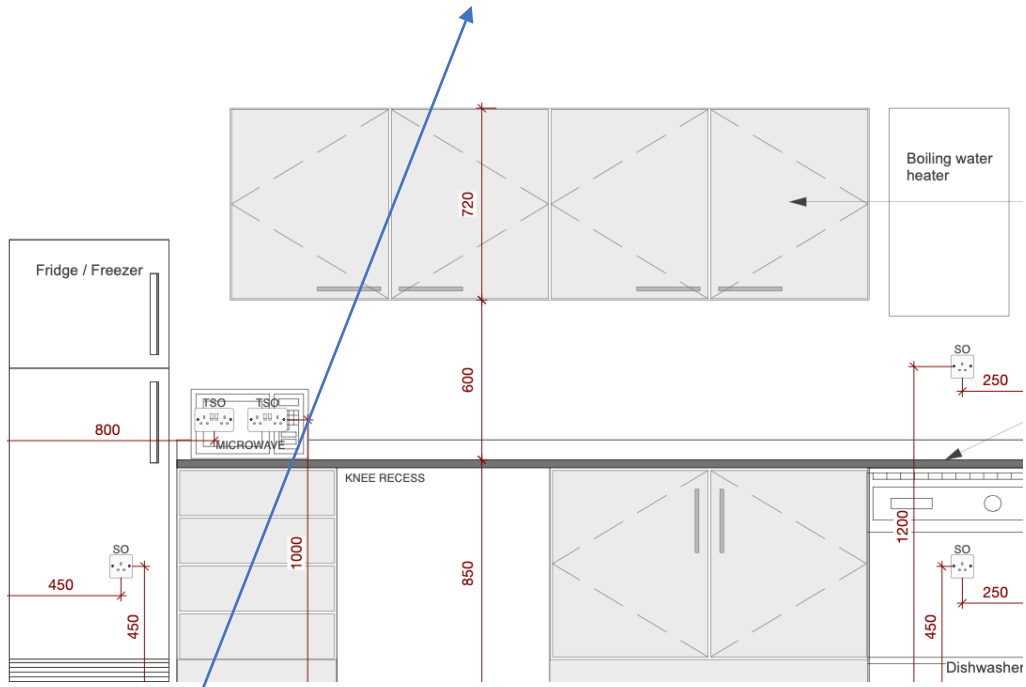 Boiling water
heater
720
Fridge / Freezer
SO
600
250
TSO TSO
800
MICROWAVE
KNEE RECESS
1200
1000
SO
SO
850
450
250
450
450
Dishwasher